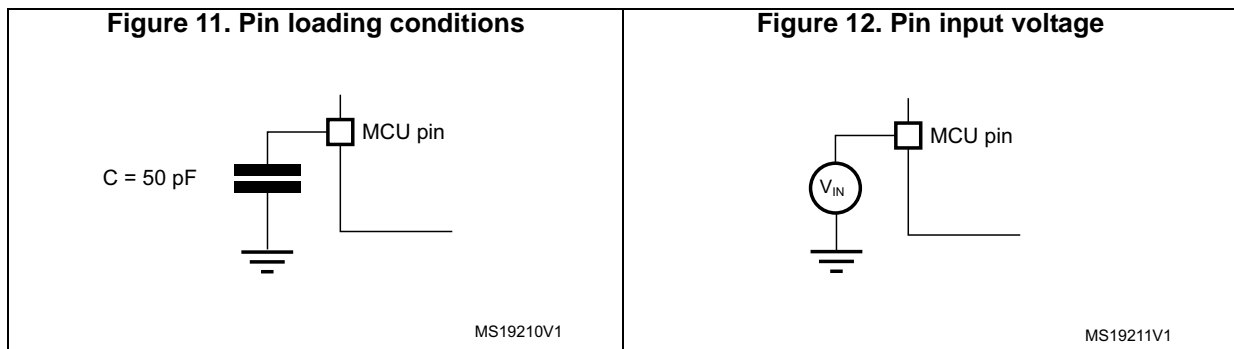 Figure 11. Pin loading conditions
MCU pin
C = 50 pF
MS19210V1
Figure 12. Pin input voltage
MCU pin
VIN
MS19211V1